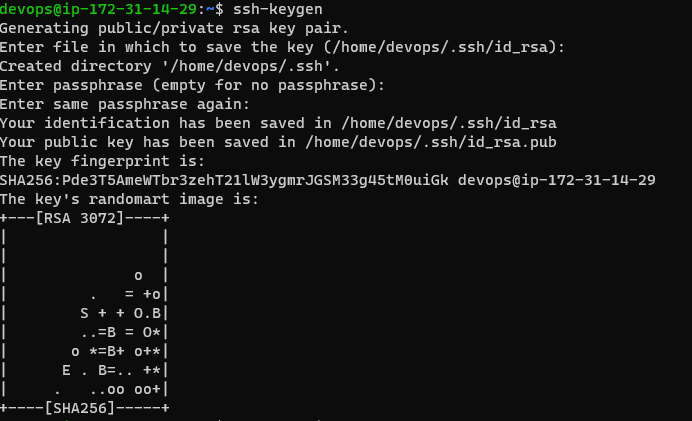 devops@ip-172-31-14-29:~$ ssh-keygen
Generating public/private rsa key pair.
Enter file in which to save the key (/home/devops/.ssh/id_rsa):
Created directory '/home/devops/.ssh'.
Enter passphrase (empty for no passphrase):
Enter same passphrase again:
Your identification has been saved in /home/devops/.ssh/id_rsa
Your public key has been saved in /home/devops/.ssh/id_rsa.pub
The key fingerprint is:
SHA256:Pde3T5AmeWTbr3zehT21lW3ygmrJGSM33g45tM0uiGk devops@ip-172-31-14-29
The key's randomart image is:
+---[RSA 3072]----+
|                 |
|                 |
|              o  |
|         .   = +o|
|        S + + O.B|
|        ..=B = O*|
|       o *=B+ o+*|
|      E . B=.. +*|
|     .   ..oo oo+|
+----[SHA256]-----+